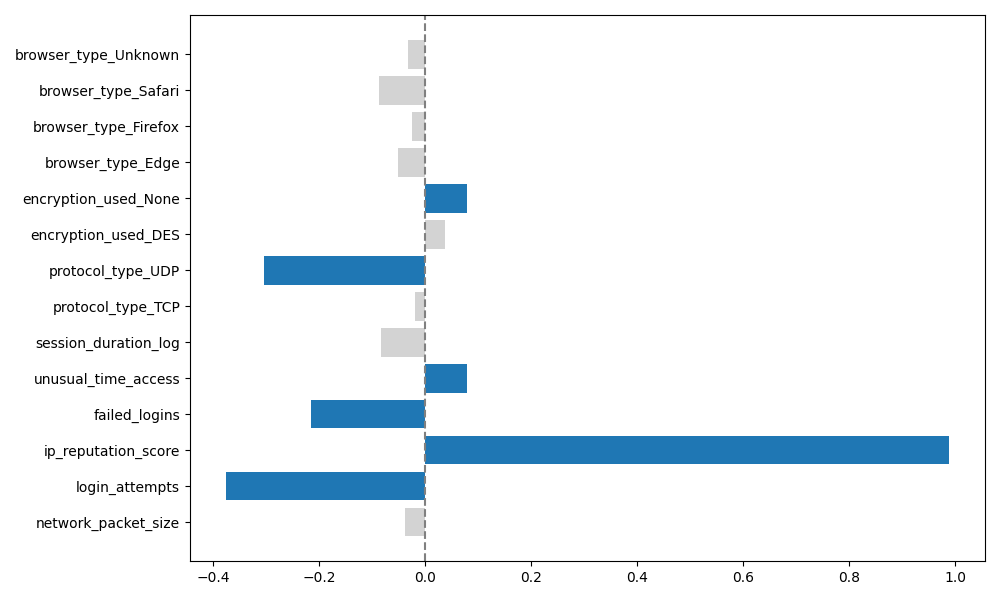 browser_type_Unknown
browser_type_Safari
browser_type_Firefox
browser_type_Edge
encryption_used_None
encryption_used_DES
protocol_type_UDP
protocol_type_TCP
session_duration_log
unusual_time_access
failed_logins
ip_reputation_score
login_attempts
network_packet_size
−0.4 −0.2 0.0 0.2 0.4 0.6 0.8 1.0